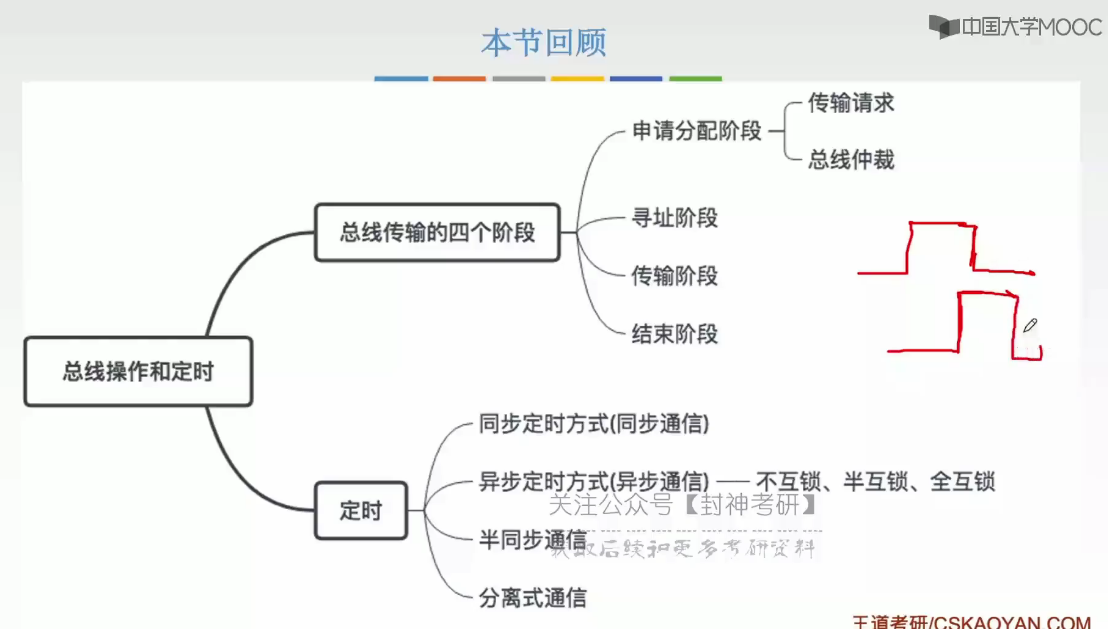 中国大学MOOC
本节回顾
总线操作和定时
总线传输的四个阶段
申请分配阶段
传输请求
总线仲裁
寻址阶段
传输阶段
结束阶段
定时
同步定时方式(同步通信)
异步定时方式(异步通信)
不互锁、半互锁、全互锁
半同步通信
分离式通信
关注公众号【封神考研】
获取后续和更多考研资料
王道考研/CSKAOYAN.COM